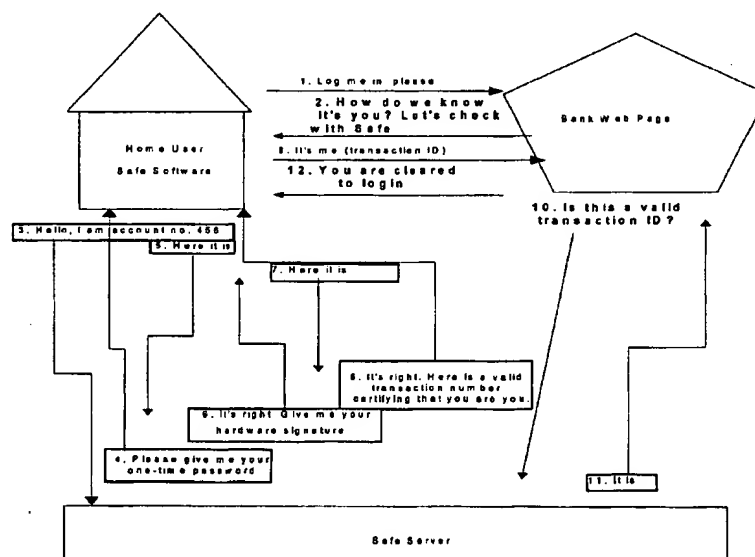 1. Log me in please
2. How do we know
it's you? Let's check
with Safe
Home User
Safe Software
Bank Web Page
It's me (transaction ID)
12. You are cleared
to login
10. Is this a valid
transaction ID?
3. Hello, I am account no. 456
5. Here it is
7. Here it is
It's right. Here is a valid
transaction number
certifying that you are you.
6. It's right. Give me your
hardware signature
4. Please give me your
one-time password
11. It is
Safe Server